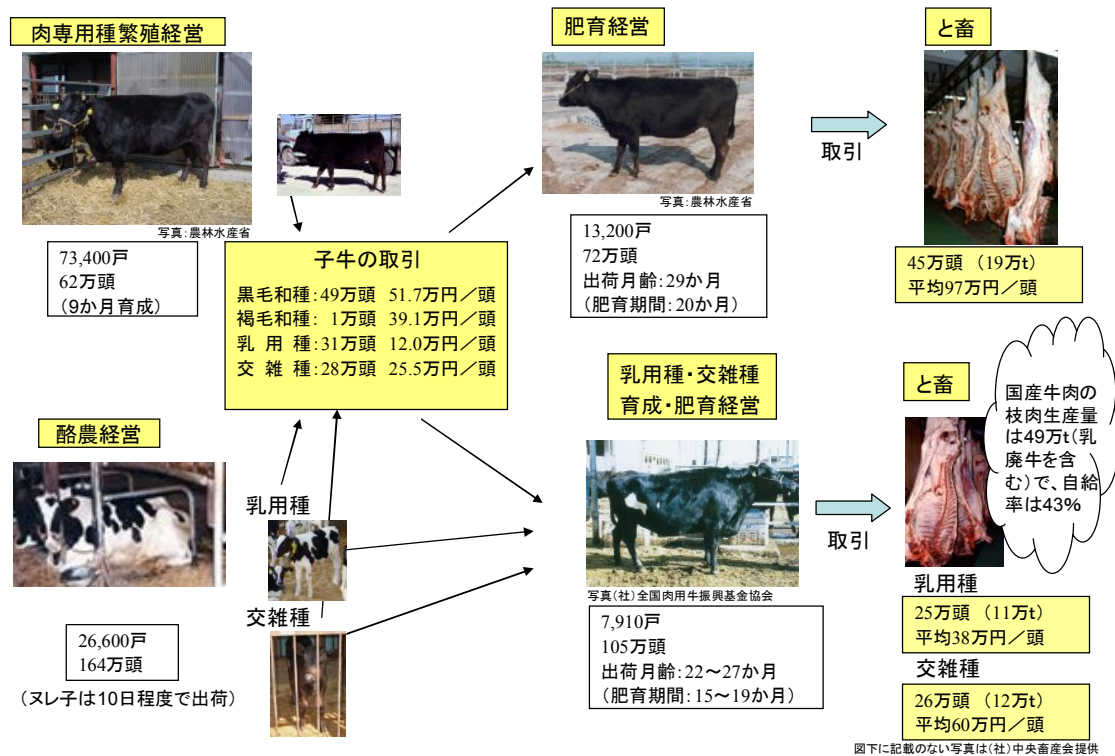 肉専用種繁殖経営
写真：農林水産省
73,400戸
62万頭
（9か月育成）
子牛の取引
黒毛和種：49万頭　51.7万円／頭
褐毛和種：　1万頭　39.1万円／頭
乳　用　種：31万頭　12.0万円／頭
交　雑　種：28万頭　25.5万円／頭
肥育経営
写真：農林水産省
13,200戸
72万頭
出荷月齢：29か月
（肥育期間：20か月）
取引
と畜
45万頭　（19万t）
平均97万円／頭
酪農経営
26,600戸
164万頭
（ヌレ子は10日程度で出荷）
乳用種
交雑種
乳用種・交雑種
育成・肥育経営
写真（社）全国肉用牛振興基金協会
7,910戸
105万頭
出荷月齢：22～27か月
（肥育期間：15～19か月）
取引
と畜
国産牛肉の
枝肉生産量
は49万t（乳
廃牛を含
む）で、自給
率は43%
乳用種
25万頭　（11万t）
平均38万円／頭
交雑種
26万頭　（12万t）
平均60万円／頭
図下に記載のない写真は（社）中央畜産会提供